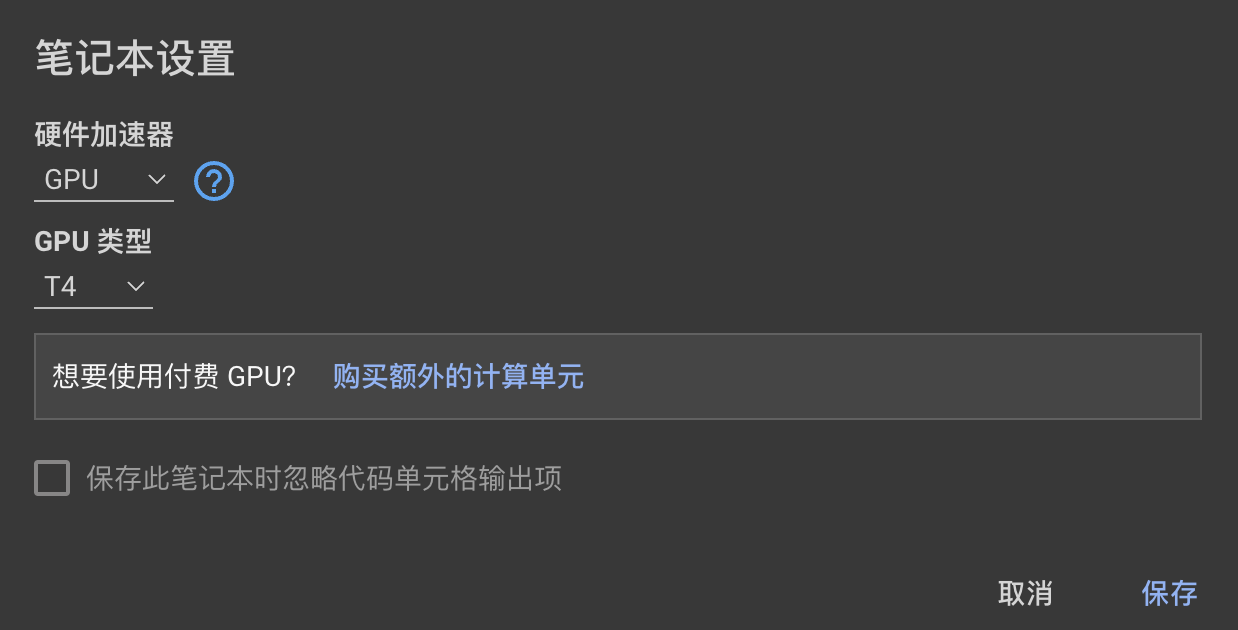 笔记本设置
硬件加速器
GPU
GPU 类型
T4
想要使用付费 GPU? 购买额外的计算单元
保存此笔记本时忽略代码单元格输出项
取消 保存